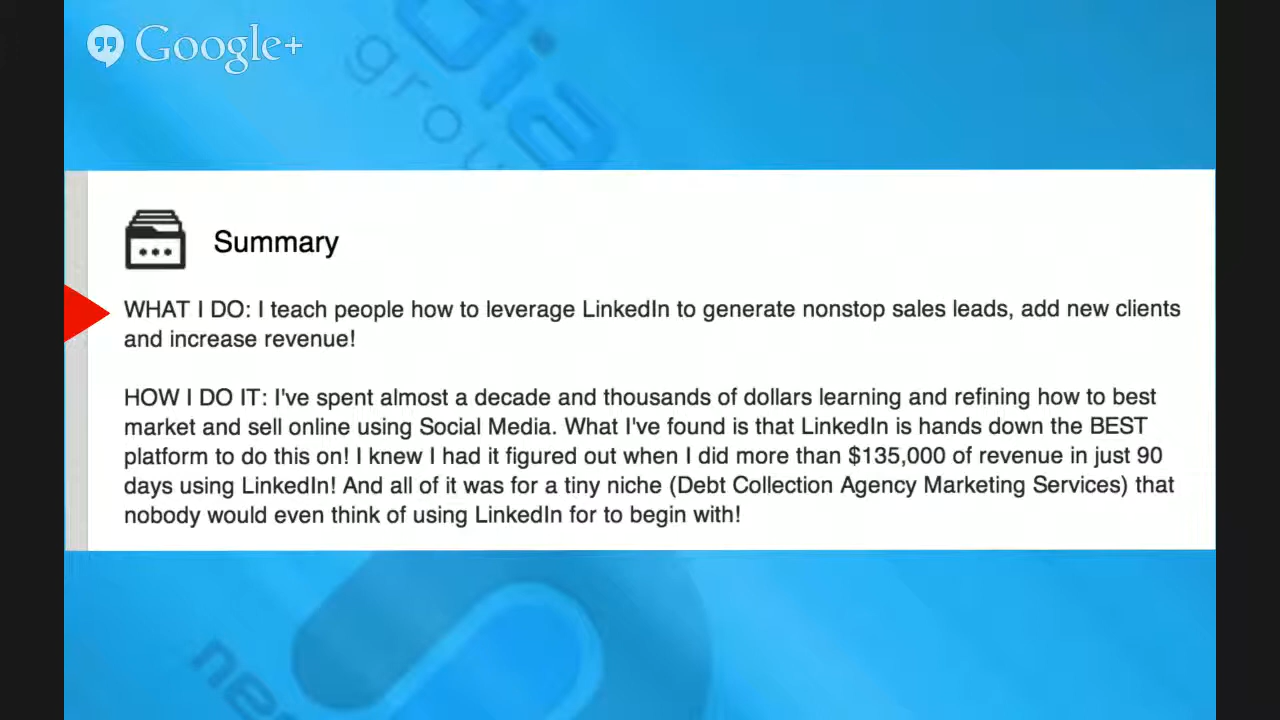 Google+
dia
grou
Summary
WHAT I DO: I teach people how to leverage LinkedIn to generate nonstop sales leads, add new clients
and increase revenue!
HOW I DO IT: I've spent almost a decade and thousands of dollars learning and refining how to best
market and sell online using Social Media. What I've found is that LinkedIn is hands down the BEST
platform to do this on! I knew I had it figured out when I did more than $135,000 of revenue in just 90
days using LinkedIn! And all of it was for a tiny niche (Debt Collection Agency Marketing Services) that
nobody would even think of using LinkedIn for to begin with!
ne